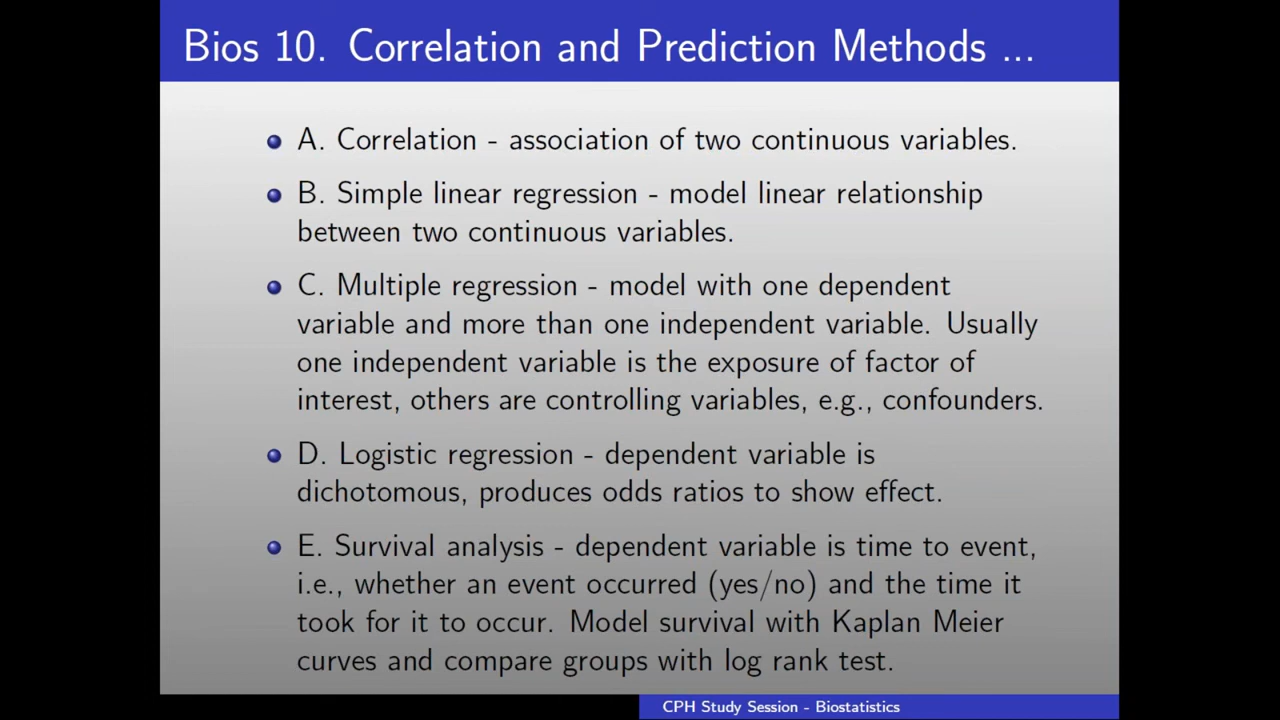 Bios 10. Correlation and Prediction Methods ...
A. Correlation - association of two continuous variables.
B. Simple linear regression - model linear relationship
between two continuous variables.
C. Multiple regression - model with one dependent
variable and more than one independent variable. Usually
one independent variable is the exposure of factor of
interest, others are controlling variables, e.g., confounders.
D. Logistic regression - dependent variable is
dichotomous, produces odds ratios to show effect.
E. Survival analysis - dependent variable is time to event,
i.e., whether an event occurred (yes/no) and the time it
took for it to occur. Model survival with Kaplan Meier
curves and compare groups with log rank test.
CPH Study Session - Biostatistics